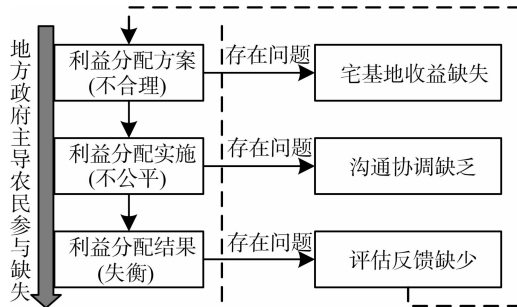 地方政府主导农民参与缺失
利益分配方案
(不合理)
存在问题
宅基地收益缺失
利益分配实施
(不公平)
存在问题
沟通协调缺乏
利益分配结果
(失衡)
存在问题
评估反馈缺少